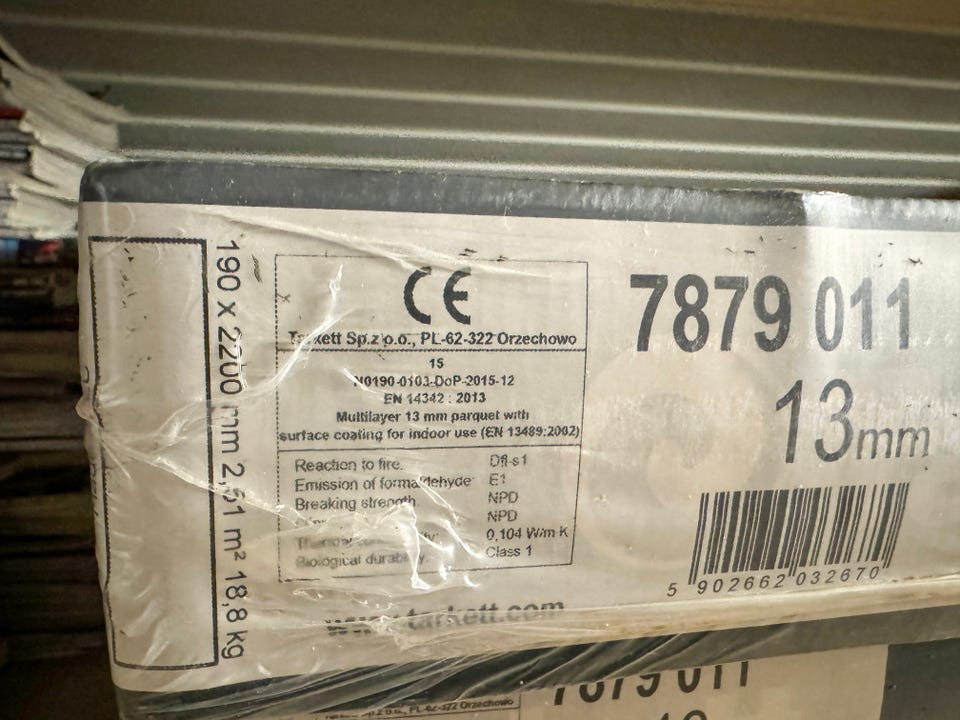 190 x 2200 mm 2,51 m² 18,8 kg
CE
Tarkett Sp.z o.o., PL-62-322 Orzechowo
15
N0190-0103-DoP-2015-12
EN 14342 : 2013
Multilayer 13 mm parquet with
surface coating for indoor use (EN 13489:2002)
Reaction to fire. Dfl-s1
Emission of formaldehyde E1
Breaking strength NPD
NPD
0,104 W/m K
Biological durability. Class 1
www.tarkett.com
7879 011
13mm
5 902662 032670
7879 011
Orzechowo